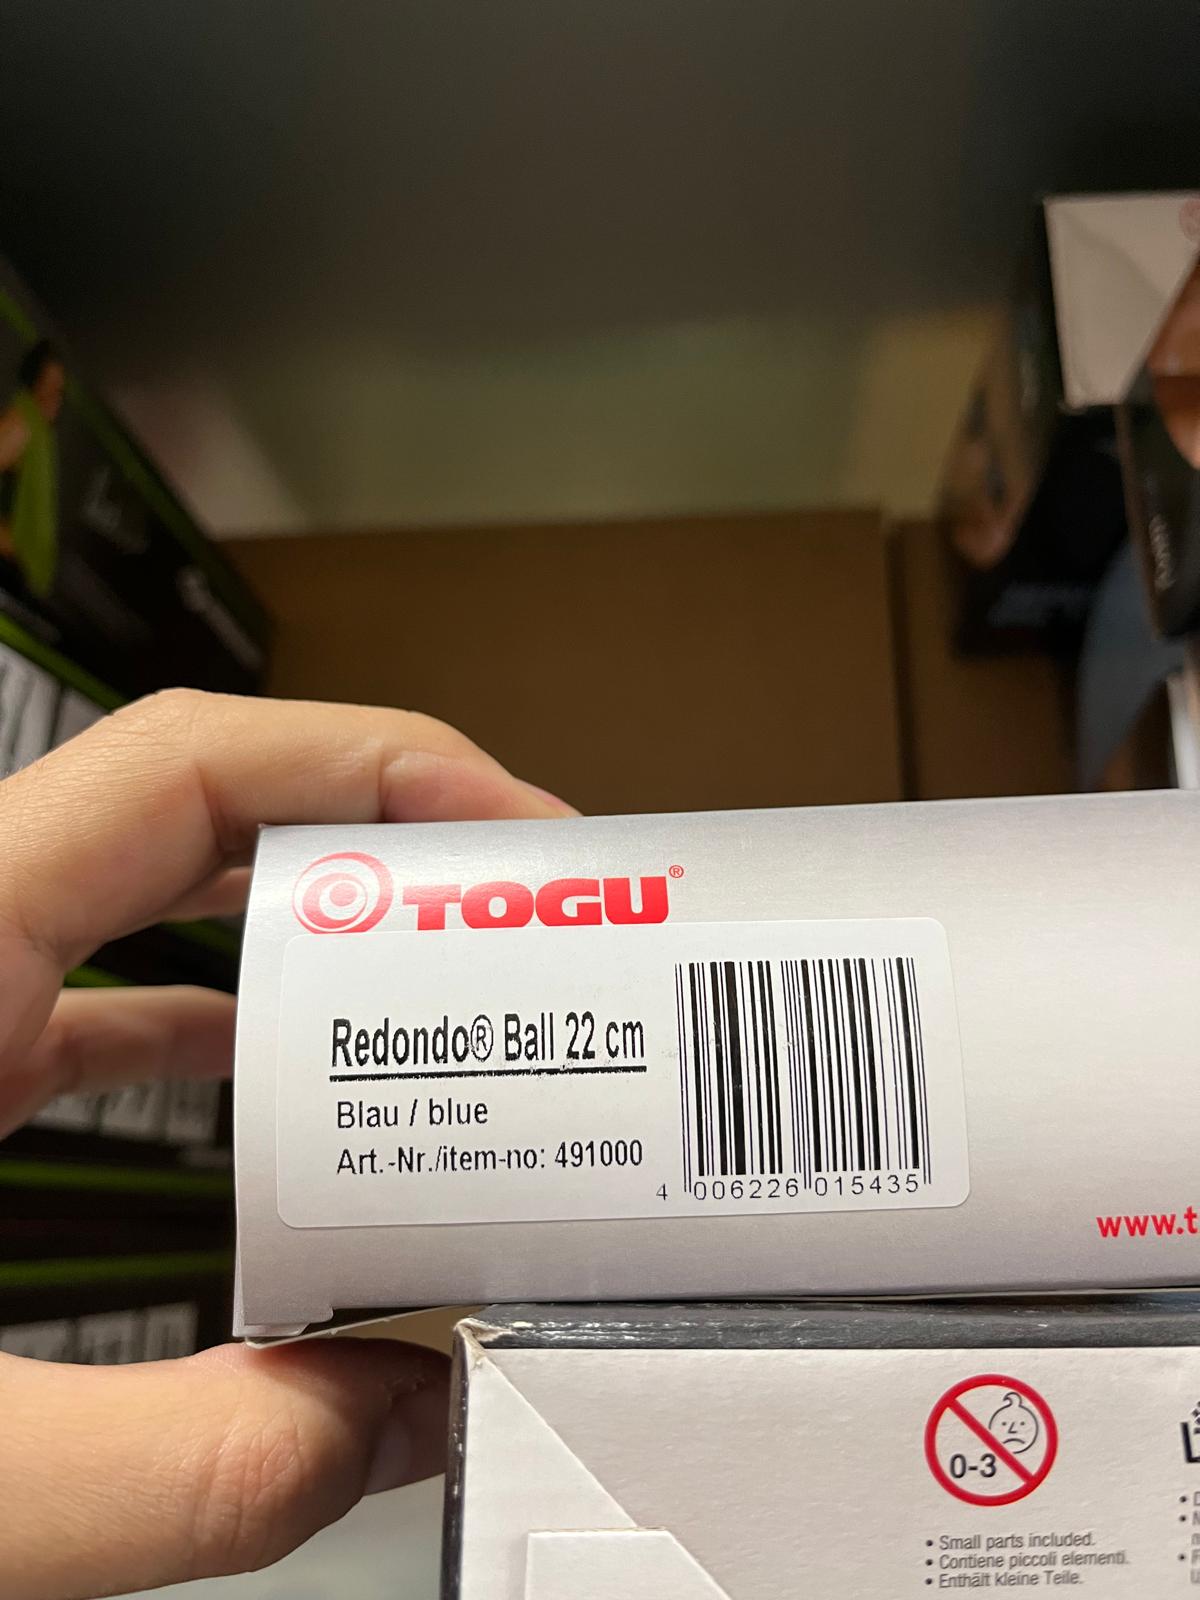 TOGU®
Redondo® Ball 22 cm
Blau / blue
Art.-Nr./item-no: 491000
4 006226 015435
www.t
0-3
• Small parts included.
• Contiene piccoli elementi.
• Enthält kleine Teile.